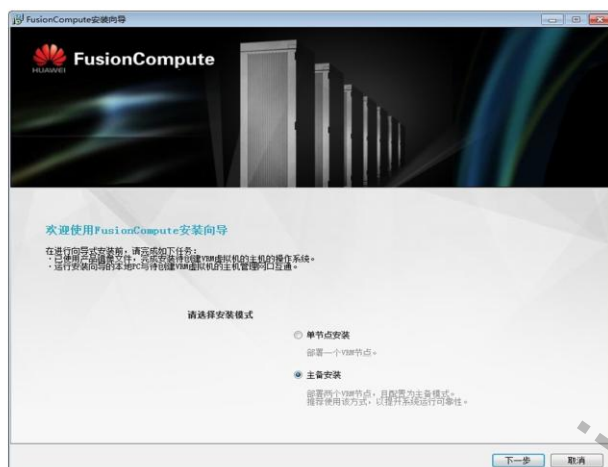 FusionCompute安装向导
HUAWEI
FusionCompute
欢迎使用FusionCompute安装向导
在进行向导式安装前，请完成如下任务：
·已使用产品镜像文件，完成安装待创建VRM虚拟机的主机的操作系统。
·运行安装向导的本地PC与待创建VRM虚拟机的主机管理网口互通。
请选择安装模式
单节点安装
部署一个VRM节点。
主备安装
部署两个VRM节点，且配置为主备模式。
推荐使用该方式，以提升系统运行可靠性。
下一步
取消